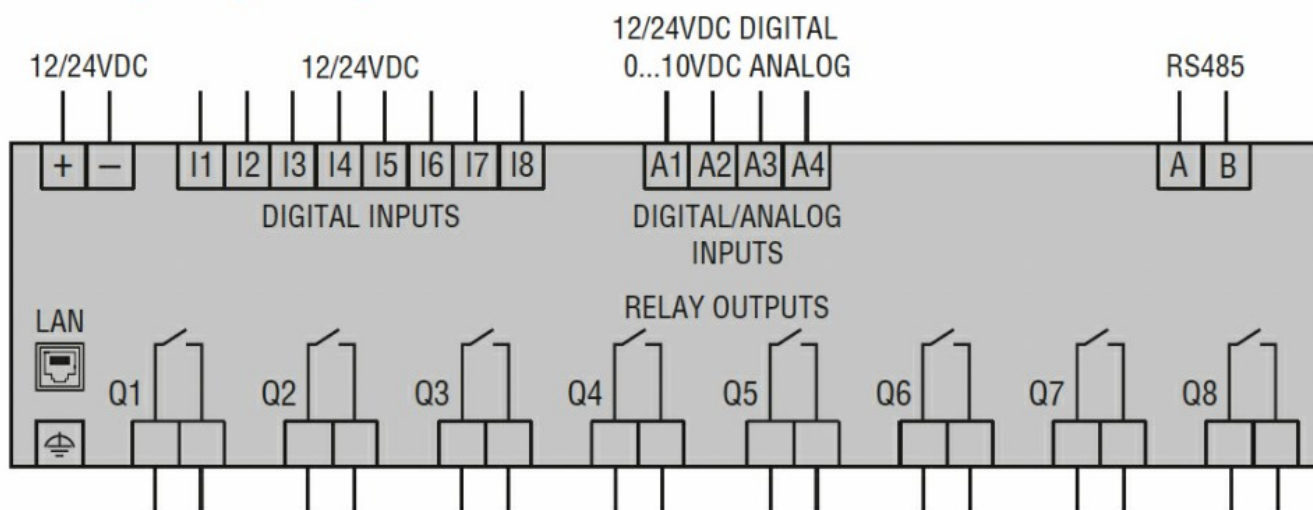 12/24VDC
12/24VDC
12/24VDC DIGITAL
0...10VDC ANALOG
RS485
+ −
I1 I2 I3 I4 I5 I6 I7 I8
A1 A2 A3 A4
A B
DIGITAL INPUTS
DIGITAL/ANALOG
INPUTS
RELAY OUTPUTS
LAN
Q1 Q2 Q3 Q4 Q5 Q6 Q7 Q8